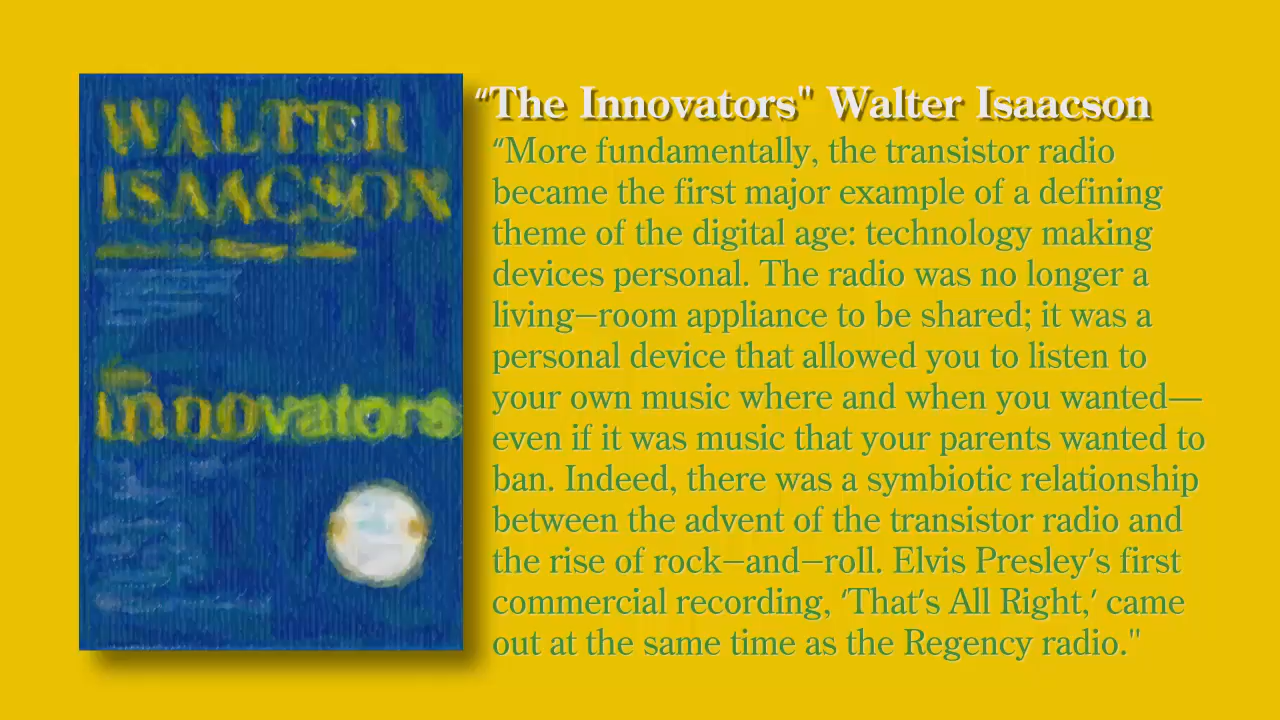 WALTER
ISAACSON
innovators
“The Innovators" Walter Isaacson
“More fundamentally, the transistor radio
became the first major example of a defining
theme of the digital age: technology making
devices personal. The radio was no longer a
living—room appliance to be shared; it was a
personal device that allowed you to listen to
your own music where and when you wanted—
even if it was music that your parents wanted to
ban. Indeed, there was a symbiotic relationship
between the advent of the transistor radio and
the rise of rock—and—roll. Elvis Presley's first
commercial recording, 'That's All Right,' came
out at the same time as the Regency radio."